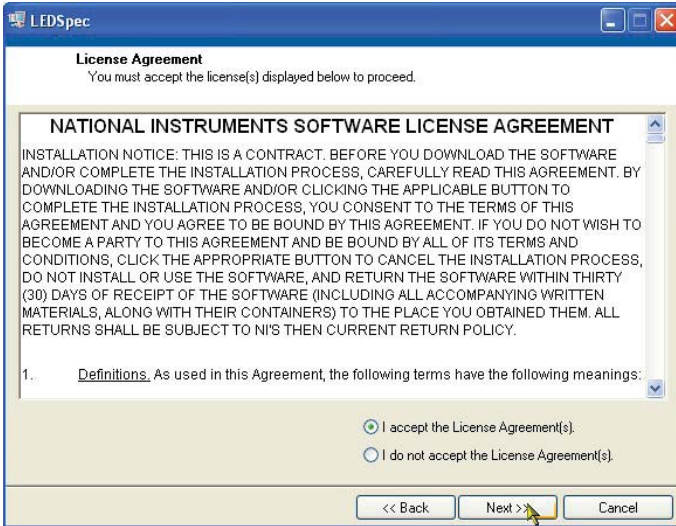 LEDSpec
License Agreement
You must accept the license(s) displayed below to proceed.
NATIONAL INSTRUMENTS SOFTWARE LICENSE AGREEMENT
INSTALLATION NOTICE: THIS IS A CONTRACT. BEFORE YOU DOWNLOAD THE SOFTWARE
AND/OR COMPLETE THE INSTALLATION PROCESS, CAREFULLY READ THIS AGREEMENT. BY
DOWNLOADING THE SOFTWARE AND/OR CLICKING THE APPLICABLE BUTTON TO
COMPLETE THE INSTALLATION PROCESS, YOU CONSENT TO THE TERMS OF THIS
AGREEMENT AND YOU AGREE TO BE BOUND BY THIS AGREEMENT. IF YOU DO NOT WISH TO
BECOME A PARTY TO THIS AGREEMENT AND BE BOUND BY ALL OF ITS TERMS AND
CONDITIONS, CLICK THE APPROPRIATE BUTTON TO CANCEL THE INSTALLATION PROCESS,
DO NOT INSTALL OR USE THE SOFTWARE, AND RETURN THE SOFTWARE WITHIN THIRTY
(30) DAYS OF RECEIPT OF THE SOFTWARE (INCLUDING ALL ACCOMPANYING WRITTEN
MATERIALS, ALONG WITH THEIR CONTAINERS) TO THE PLACE YOU OBTAINED THEM. ALL
RETURNS SHALL BE SUBJECT TO NI'S THEN CURRENT RETURN POLICY.
1. Definitions. As used in this Agreement, the following terms have the following meanings:
I accept the License Agreement(s).
I do not accept the License Agreement(s).
<< Back Next >> Cancel